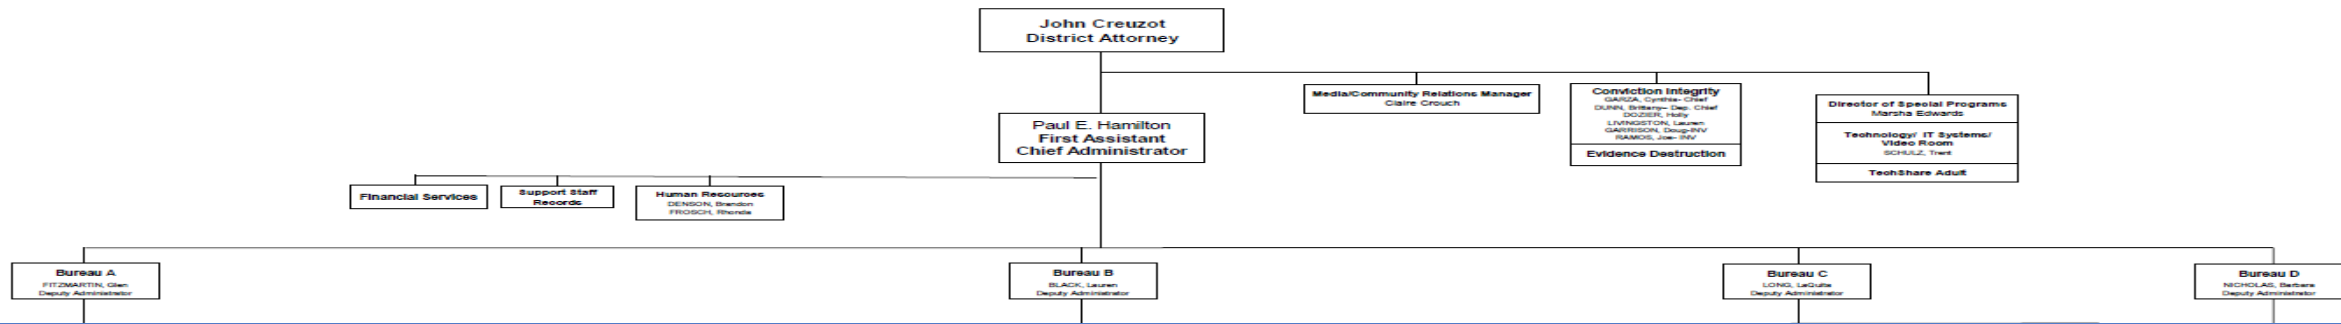 John Creuzot
District Attorney
Media/Community Relations Manager
Claire Crouch
Conviction Integrity
GARZA, Cynthia- Chief
DUNN, Brittany- Dep. Chief
DOZIER, Holly
LIVINGSTON, Lauren
GARRISON, Doug-INV
RAMOS, Joe- INV
Evidence Destruction
Director of Special Programs
Marsha Edwards
Technology/ IT Systems/
Video Room
SCHULZ, Trent
TechShare Adult
Paul E. Hamilton
First Assistant
Chief Administrator
Financial Services
Support Staff
Records
Human Resources
DENSON, Brandon
FROSCH, Rhonda
Bureau A
FITZMARTIN, Glen
Deputy Administrator
Bureau B
BLACK, Lauren
Deputy Administrator
Bureau C
LONG, LaQuita
Deputy Administrator
Bureau D
NICHOLAS, Barbara
Deputy Administrator